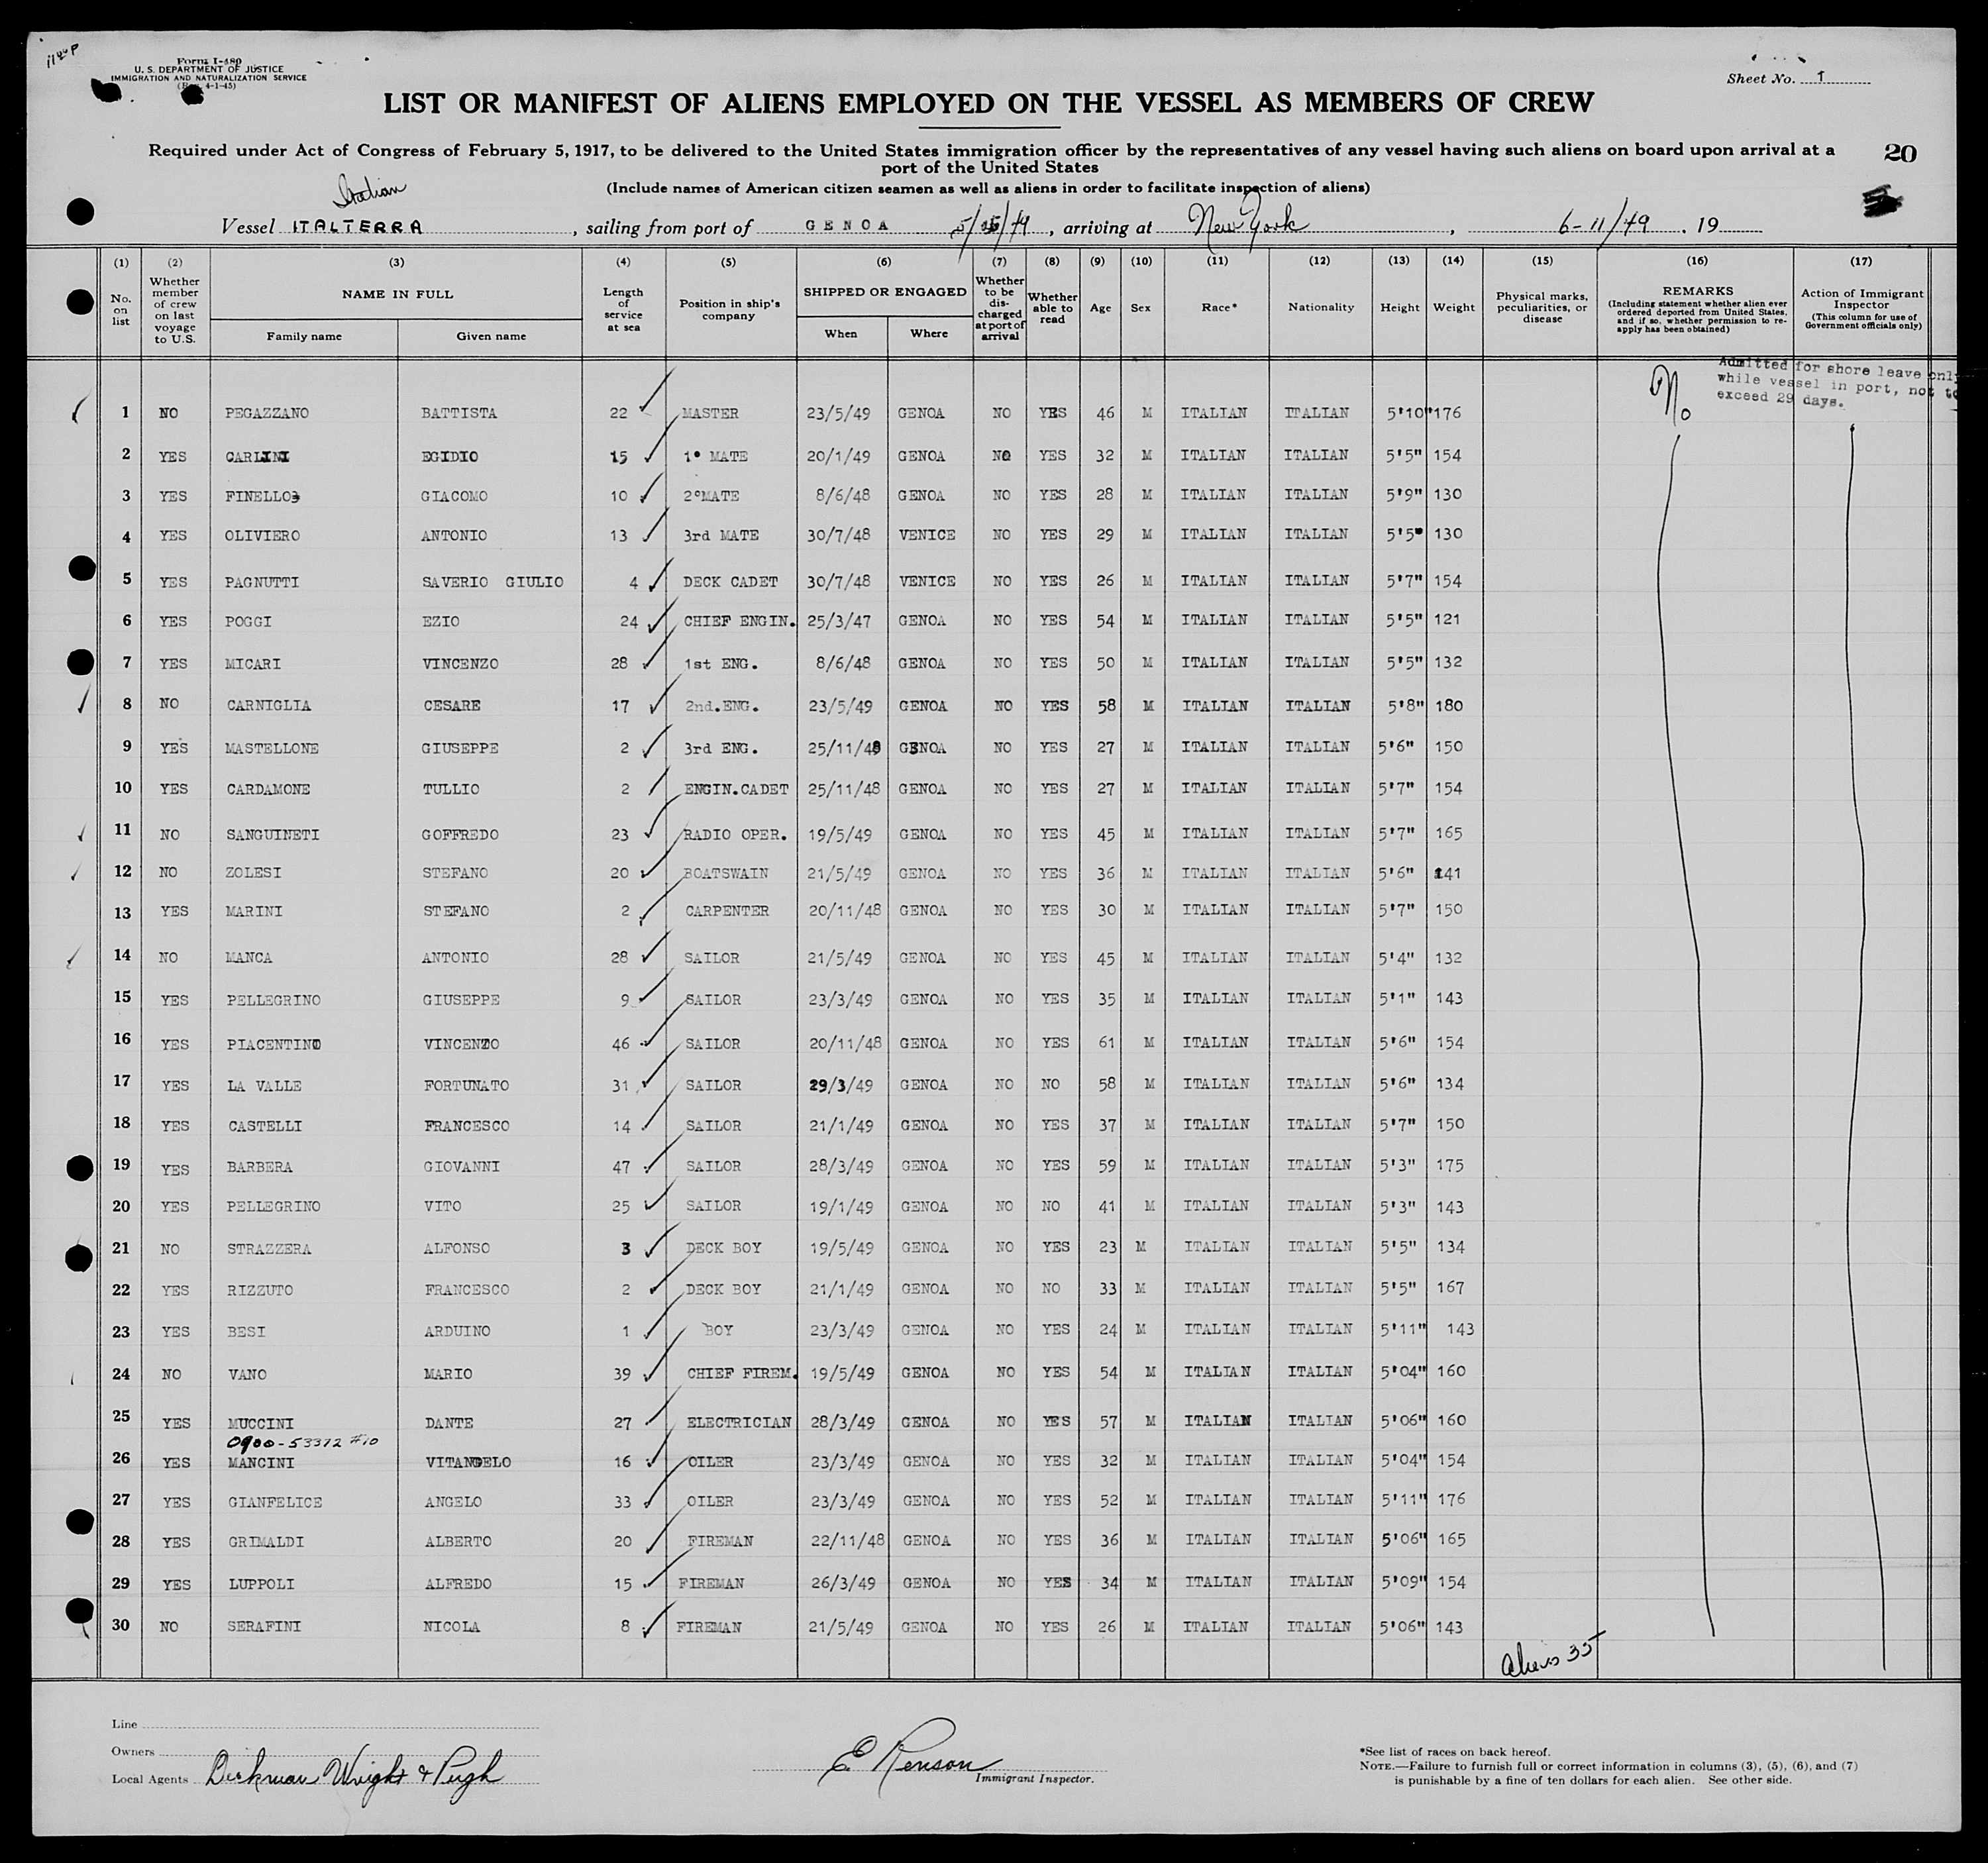 1180P
Form I-480
U. S. DEPARTMENT OF JUSTICE
IMMIGRATION AND NATURALIZATION SERVICE
4-1-45)
Sheet No. 1
LIST OR MANIFEST OF ALIENS EMPLOYED ON THE VESSEL AS MEMBERS OF CREW
Required under Act of Congress of February 5, 1917, to be delivered to the United States immigration officer by the representatives of any vessel having such aliens on board upon arrival at a
port of the United States
20
(Include names of American citizen seamen as well as aliens in order to facilitate inspection of aliens)
Italian
Vessel ITALTERRA, sailing from port of GENOA 5/ /49, arriving at New York, 6-11/49. 19
(1) (2) (3) (4) (5) (6) (7) (8) (9) (10) (11) (12) (13) (14) (15) (16) (17)
No. on list
Whether member of crew on last voyage to U.S.
NAME IN FULL
Family name Given name
Length of service at sea
Position in ship's company
SHIPPED OR ENGAGED
When Where
Whether to be discharged at port of arrival
Whether able to read
Age Sex Race* Nationality Height Weight
Physical marks, peculiarities, or disease
REMARKS
(Including statement whether alien ever ordered deported from United States, and if so, whether permission to reapply has been obtained)
Action of Immigrant Inspector
(This column for use of Government officials only)
Admitted for shore leave only
while vessel in port, not to
exceed 29 days.
No
1 NO PEGAZZANO BATTISTA 22 MASTER 23/5/49 GENOA NO YES 46 M ITALIAN ITALIAN 5'10" 176
2 YES CARLINI EGIDIO 15 1° MATE 20/1/49 GENOA NO YES 32 M ITALIAN ITALIAN 5'5" 154
3 YES FINELLO GIACOMO 10 2°MATE 8/6/48 GENOA NO YES 28 M ITALIAN ITALIAN 5'9" 130
4 YES OLIVIERO ANTONIO 13 3rd MATE 30/7/48 VENICE NO YES 29 M ITALIAN ITALIAN 5'5" 130
5 YES PAGNUTTI SAVERIO GIULIO 4 DECK CADET 30/7/48 VENICE NO YES 26 M ITALIAN ITALIAN 5'7" 154
6 YES POGGI EZIO 24 CHIEF ENGIN. 25/3/47 GENOA NO YES 54 M ITALIAN ITALIAN 5'5" 121
7 YES MICARI VINCENZO 28 1st ENG. 8/6/48 GENOA NO YES 50 M ITALIAN ITALIAN 5'5" 132
8 NO CARNIGLIA CESARE 17 2nd.ENG. 23/5/49 GENOA NO YES 58 M ITALIAN ITALIAN 5'8" 180
9 YES MASTELLONE GIUSEPPE 2 3rd ENG. 25/11/48 GENOA NO YES 27 M ITALIAN ITALIAN 5'6" 150
10 YES CARDAMONE TULLIO 2 ENGIN.CADET 25/11/48 GENOA NO YES 27 M ITALIAN ITALIAN 5'7" 154
11 NO SANGUINETI GOFFREDO 23 RADIO OPER. 19/5/49 GENOA NO YES 45 M ITALIAN ITALIAN 5'7" 165
12 NO ZOLESI STEFANO 20 BOATSWAIN 21/5/49 GENOA NO YES 36 M ITALIAN ITALIAN 5'6" 141
13 YES MARINI STEFANO 2 CARPENTER 20/11/48 GENOA NO YES 30 M ITALIAN ITALIAN 5'7" 150
14 NO MANCA ANTONIO 28 SAILOR 21/5/49 GENOA NO YES 45 M ITALIAN ITALIAN 5'4" 132
15 YES PELLEGRINO GIUSEPPE 9 SAILOR 23/3/49 GENOA NO YES 35 M ITALIAN ITALIAN 5'1" 143
16 YES PIACENTINO VINCENZO 46 SAILOR 20/11/48 GENOA NO YES 61 M ITALIAN ITALIAN 5'6" 154
17 YES LA VALLE FORTUNATO 31 SAILOR 29/3/49 GENOA NO NO 58 M ITALIAN ITALIAN 5'6" 134
18 YES CASTELLI FRANCESCO 14 SAILOR 21/1/49 GENOA NO YES 37 M ITALIAN ITALIAN 5'7" 150
19 YES BARBERA GIOVANNI 47 SAILOR 28/3/49 GENOA NO YES 59 M ITALIAN ITALIAN 5'3" 175
20 YES PELLEGRINO VITO 25 SAILOR 19/1/49 GENOA NO NO 41 M ITALIAN ITALIAN 5'3" 143
21 NO STRAZZERA ALFONSO 3 DECK BOY 19/5/49 GENOA NO YES 23 M ITALIAN ITALIAN 5'5" 134
22 YES RIZZUTO FRANCESCO 2 DECK BOY 21/1/49 GENOA NO NO 33 M ITALIAN ITALIAN 5'5" 167
23 YES BESI ARDUINO 1 BOY 23/3/49 GENOA NO YES 24 M ITALIAN ITALIAN 5'11" 143
24 NO VANO MARIO 39 CHIEF FIREM. 19/5/49 GENOA NO YES 54 M ITALIAN ITALIAN 5'04" 160
25 YES MUCCINI DANTE 27 ELECTRICIAN 28/3/49 GENOA NO YES 57 M ITALIAN ITALIAN 5'06" 160
0900-53372 #10
26 YES MANCINI VITANGELO 16 OILER 23/3/49 GENOA NO YES 32 M ITALIAN ITALIAN 5'04" 154
27 YES GIANFELICE ANGELO 33 OILER 23/3/49 GENOA NO YES 52 M ITALIAN ITALIAN 5'11" 176
28 YES GRIMALDI ALBERTO 20 FIREMAN 22/11/48 GENOA NO YES 36 M ITALIAN ITALIAN 5'06" 165
29 YES LUPPOLI ALFREDO 15 FIREMAN 26/3/49 GENOA NO YES 34 M ITALIAN ITALIAN 5'09" 154
30 NO SERAFINI NICOLA 8 FIREMAN 21/5/49 GENOA NO YES 26 M ITALIAN ITALIAN 5'06" 143
Aliens 35
Line
Owners
Local Agents Dickman Wright & Pugh
E. Renson
Immigrant Inspector.
*See list of races on back hereof.
NOTE.—Failure to furnish full or correct information in columns (3), (5), (6), and (7)
is punishable by a fine of ten dollars for each alien. See other side.